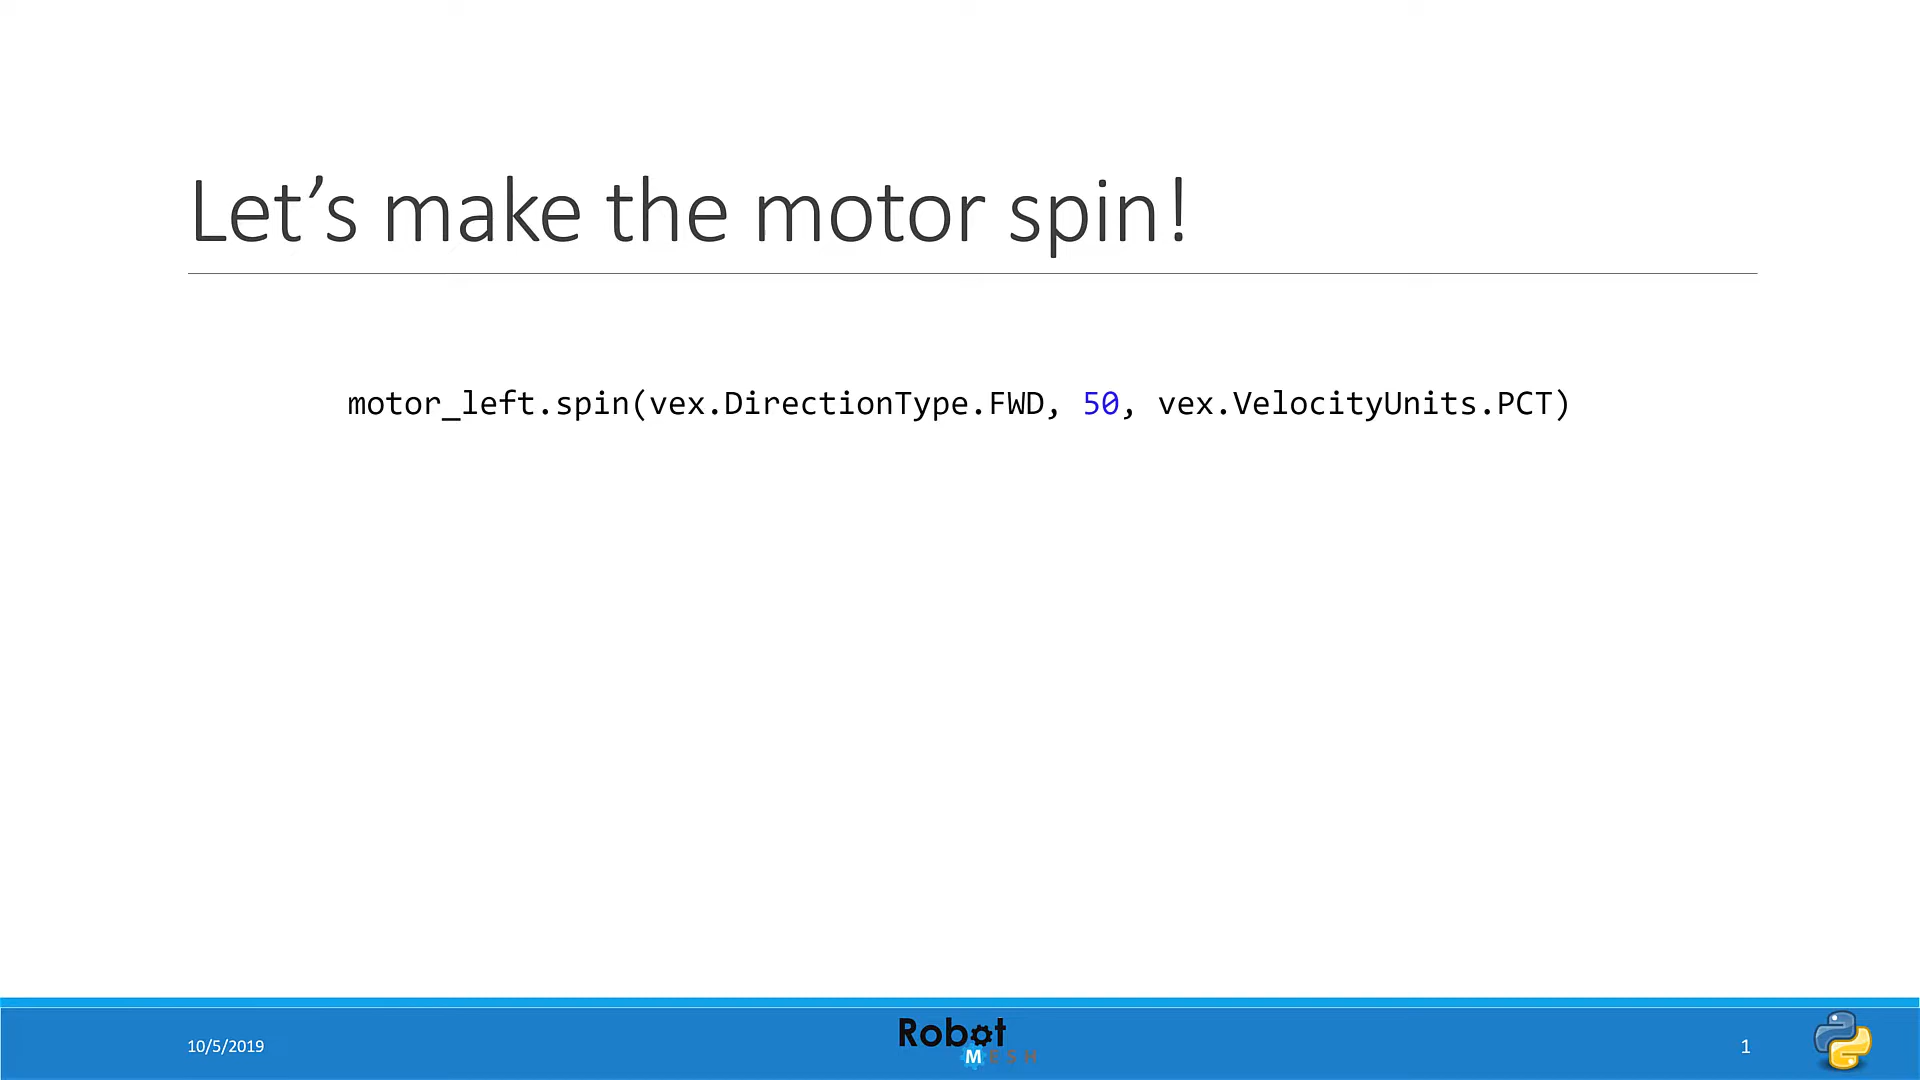 Let’s make the motor spin!
motor_left.spin(vex.DirectionType.FWD, 50, vex.VelocityUnits.PCT)
10/5/2019
Robot
MESH
1